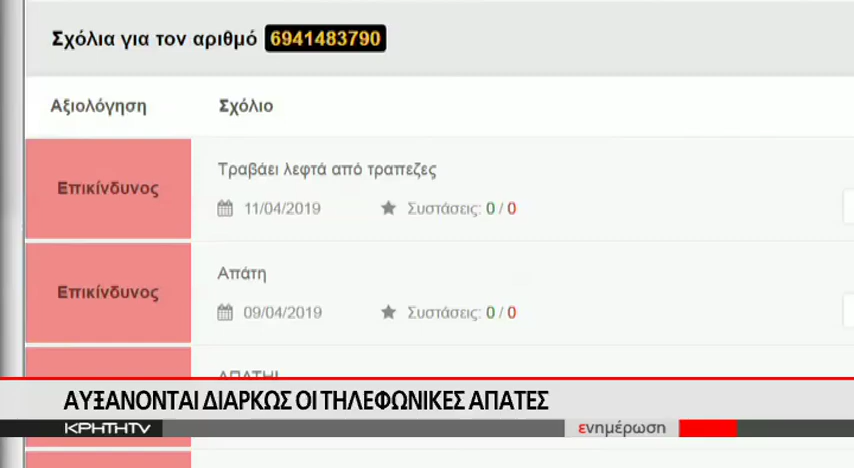 Σχόλια για τον αριθμό 6941483790
Αξιολόγηση Σχόλιο
Επικίνδυνος
Τραβάει λεφτά από τραπεζες
11/04/2019 Συστάσεις: 0 / 0
Επικίνδυνος
Απάτη
09/04/2019 Συστάσεις: 0 / 0
ΑΠΑΤΗ!
ΑΥΞΑΝΟΝΤΑΙ ΔΙΑΡΚΩΣ ΟΙ ΤΗΛΕΦΩΝΙΚΕΣ ΑΠΑΤΕΣ
ΚΡΗΤΗTV ενημέρωση